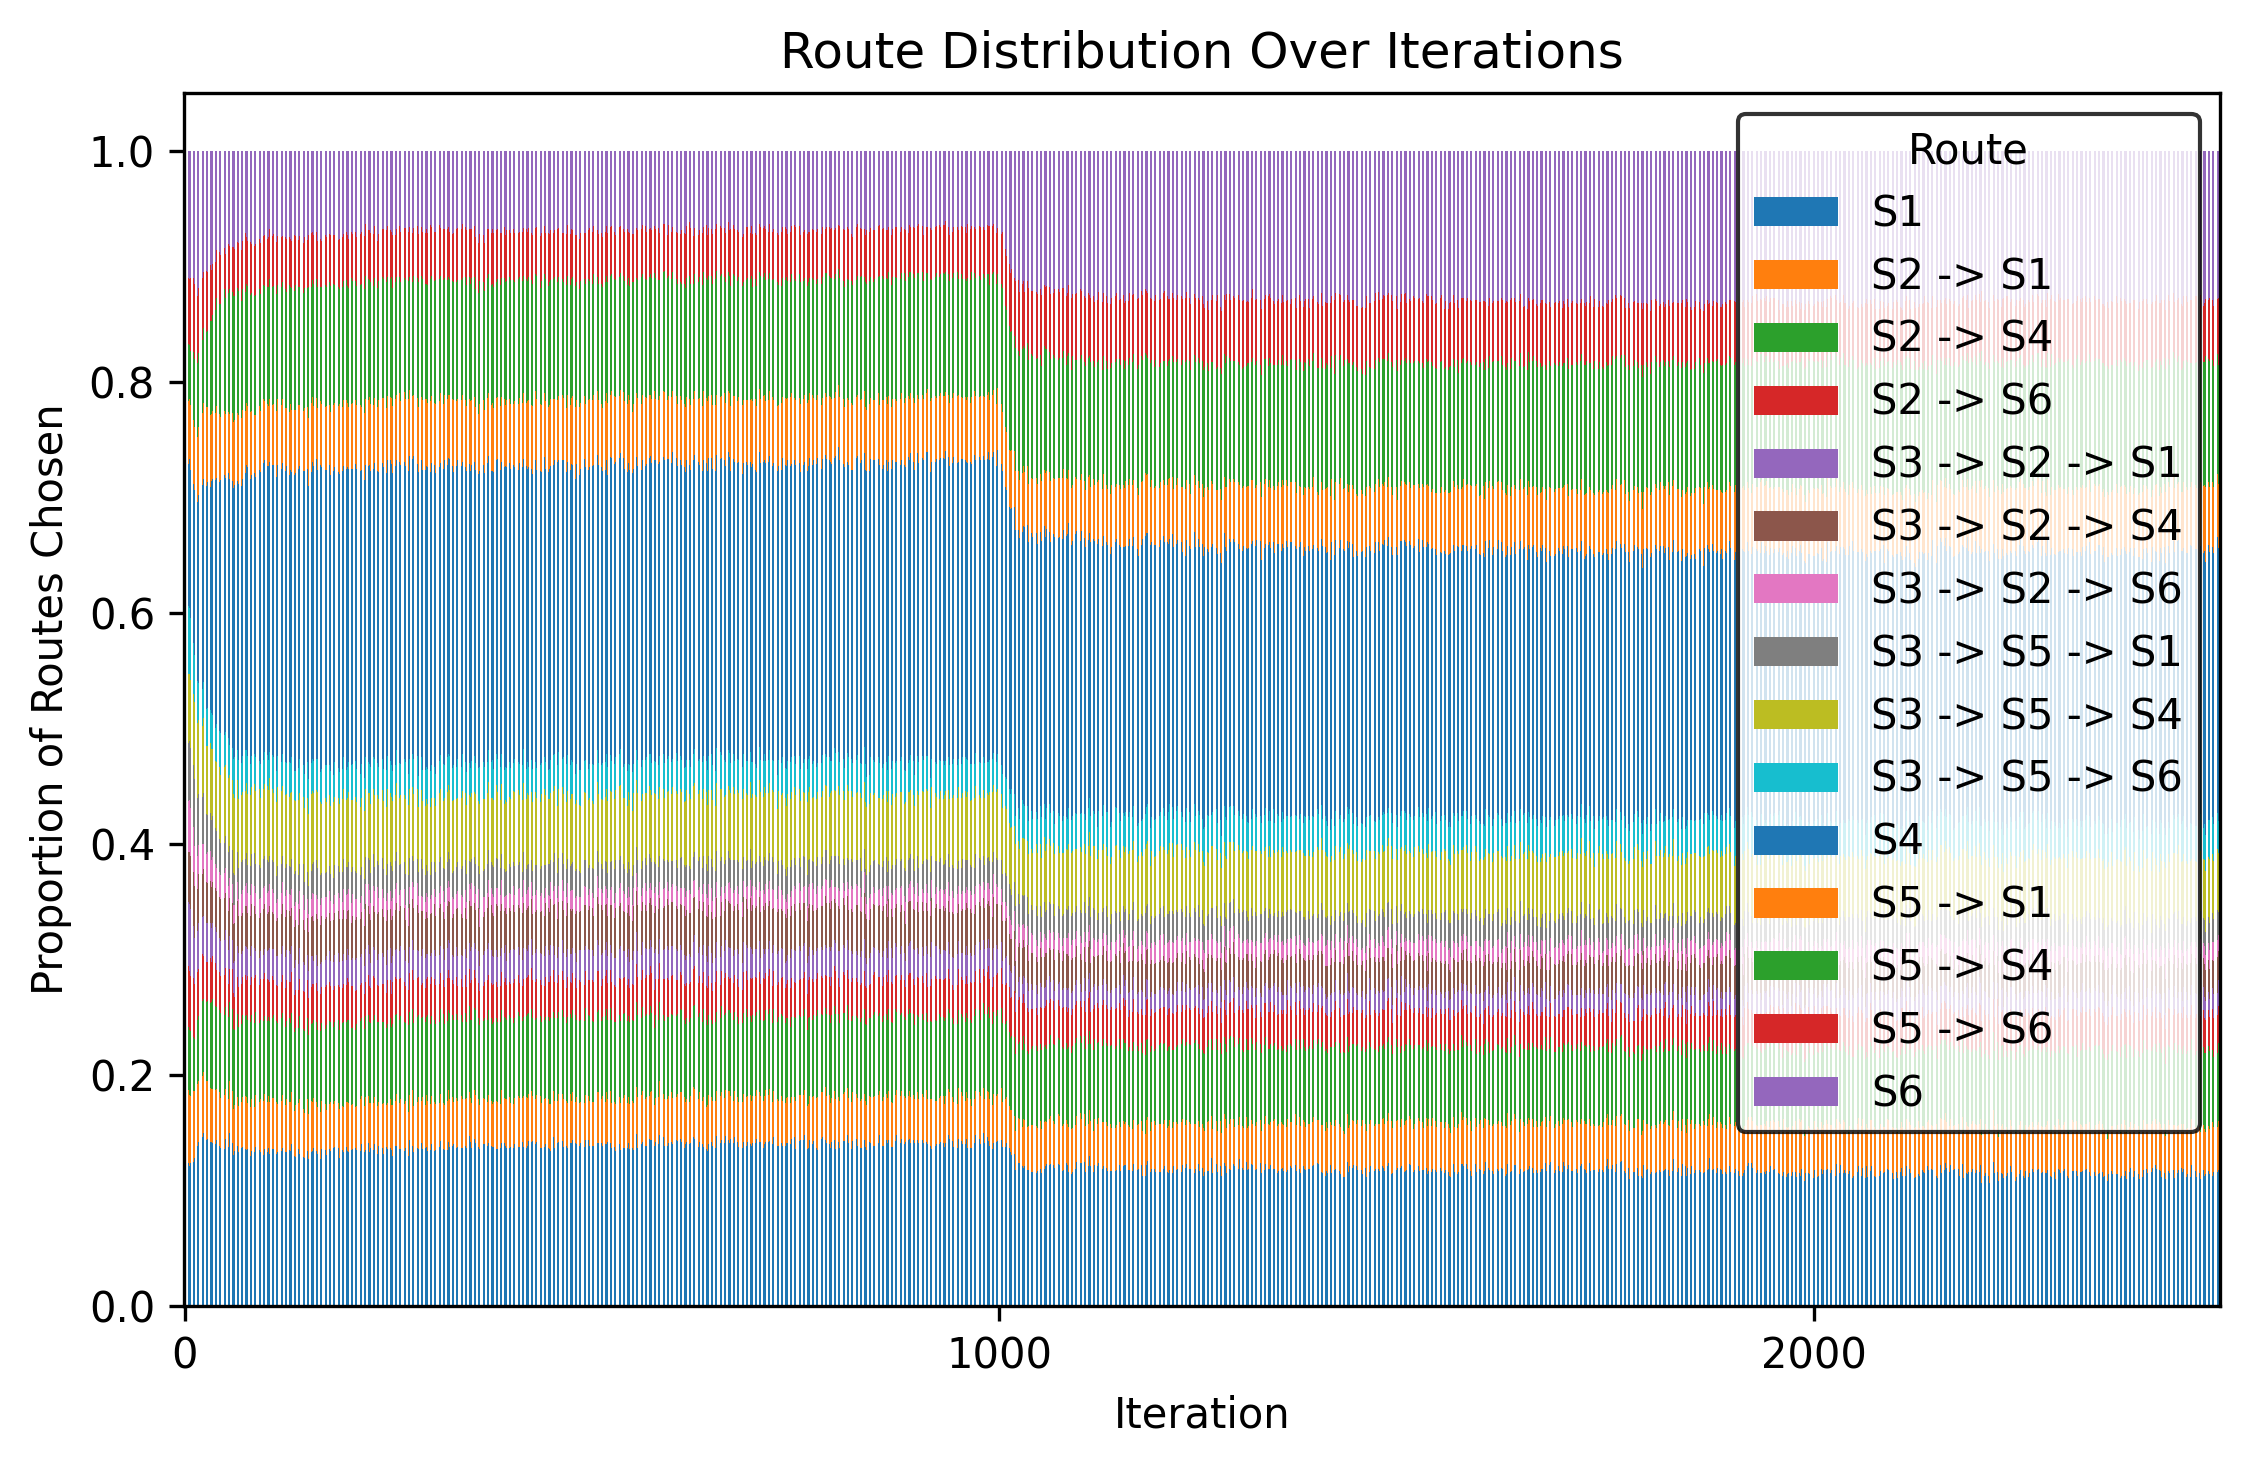 Route Distribution Over Iterations
Proportion of Routes Chosen
1.0
0.8
0.6
0.4
0.2
0.0
0
1000
2000
Iteration
Route
S1
S2 -> S1
S2 -> S4
S2 -> S6
S3 -> S2 -> S1
S3 -> S2 -> S4
S3 -> S2 -> S6
S3 -> S5 -> S1
S3 -> S5 -> S4
S3 -> S5 -> S6
S4
S5 -> S1
S5 -> S4
S5 -> S6
S6